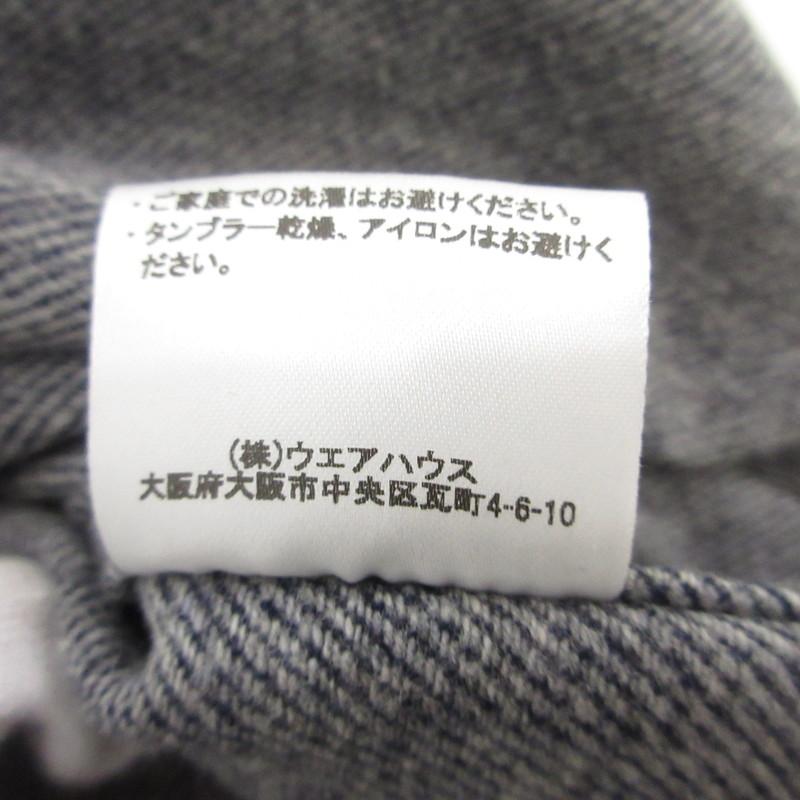 ・ご家庭での洗濯はお避けください。
・タンブラー乾燥、アイロンはお避けく
ださい。
(株)ウエアハウス
大阪府大阪市中央区瓦町4-6-10